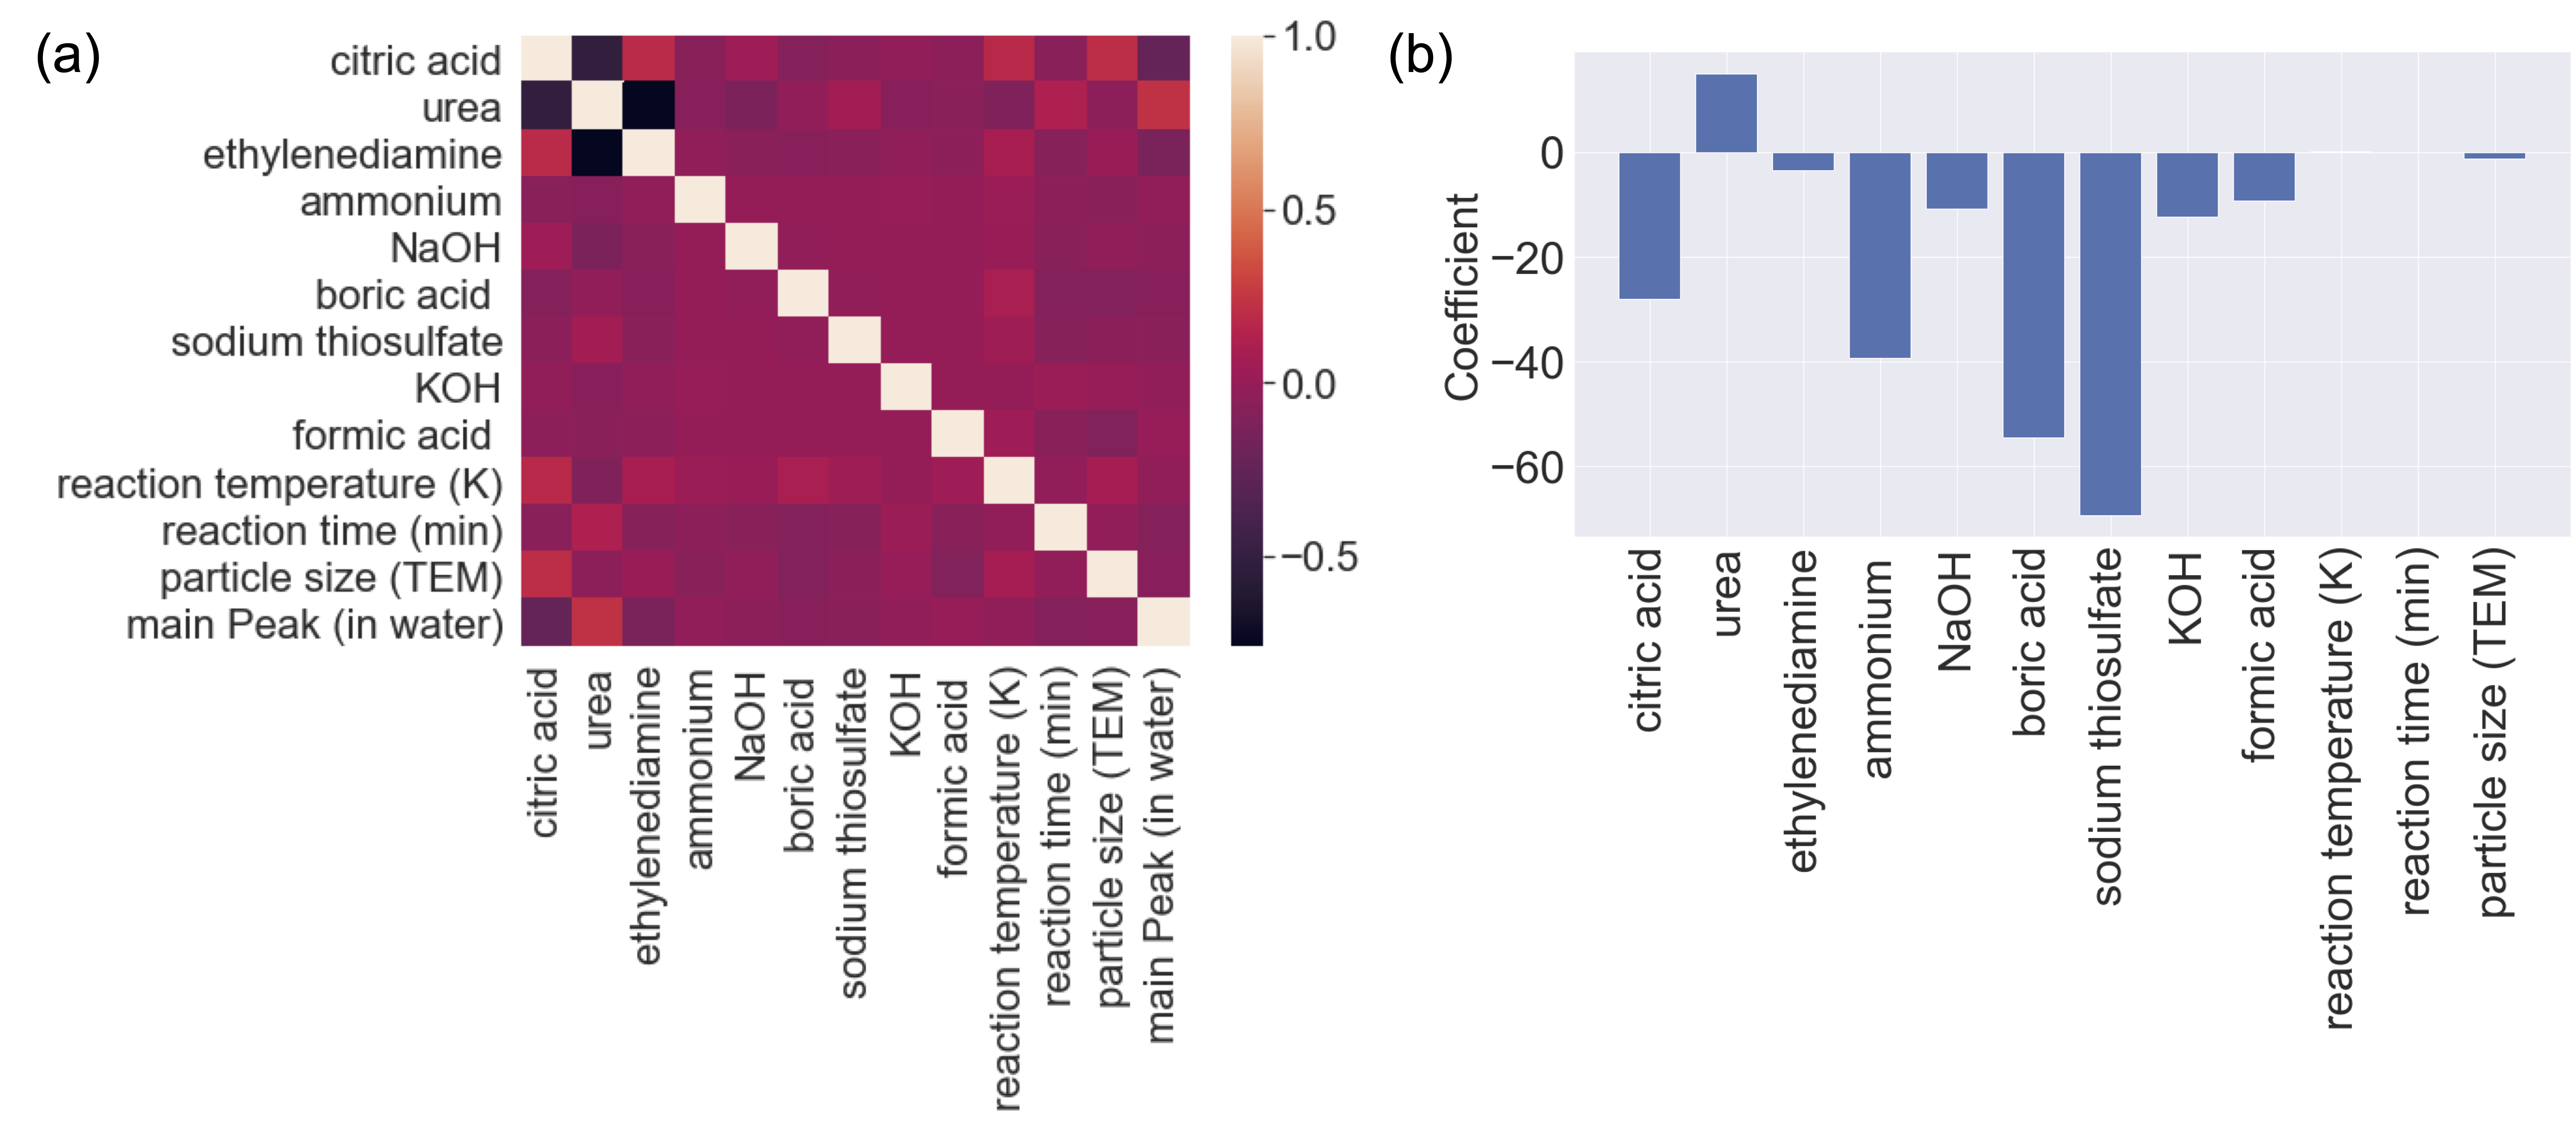 (a)
citric acid
urea
ethylenediamine
ammonium
NaOH
boric acid
sodium thiosulfate
KOH
formic acid
reaction temperature (K)
reaction time (min)
particle size (TEM)
main Peak (in water)
citric acid
urea
ethylenediamine
ammonium
NaOH
boric acid
sodium thiosulfate
KOH
formic acid
reaction temperature (K)
reaction time (min)
particle size (TEM)
main Peak (in water)
1.0
0.5
0.0
−0.5
(b)
Coefficient
0
−20
−40
−60
citric acid
urea
ethylenediamine
ammonium
NaOH
boric acid
sodium thiosulfate
KOH
formic acid
reaction temperature (K)
reaction time (min)
particle size (TEM)